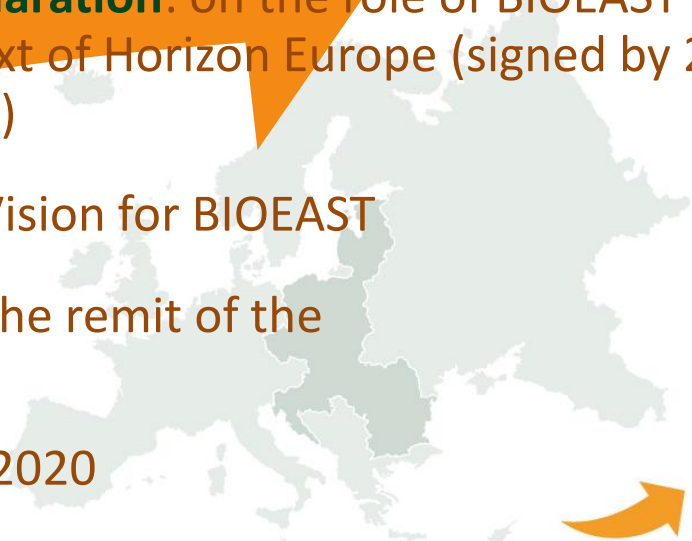 laration: on the role of BIOEAST
xt of Horizon Europe (signed by 2
)
Vision for BIOEAST
he remit of the
2020